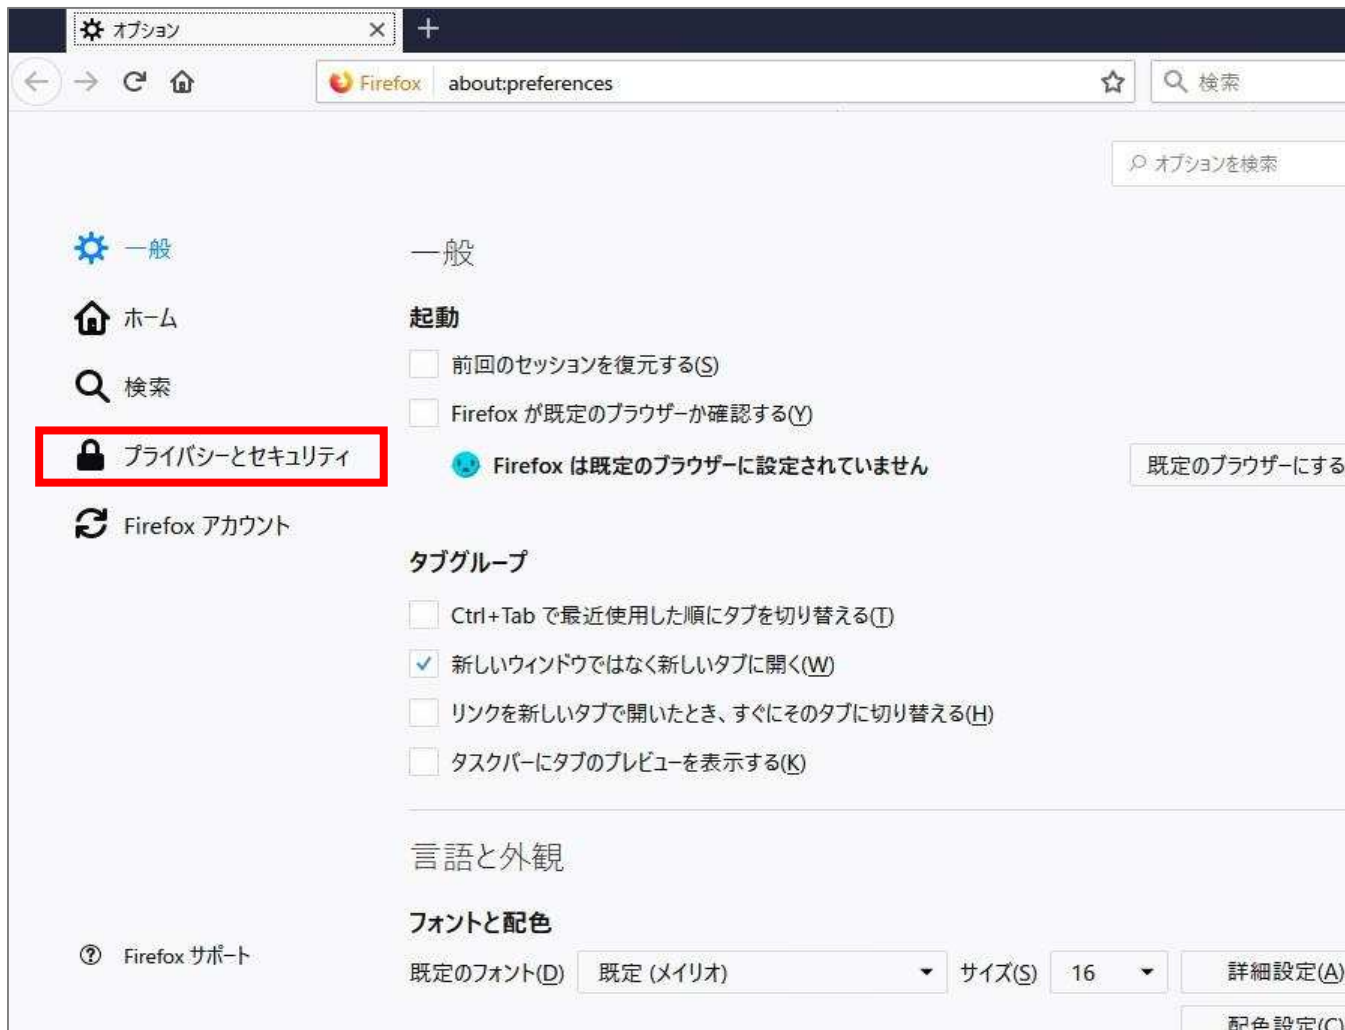 オプション
Firefox about:preferences 検索
オプションを検索
一般
ホーム
検索
プライバシーとセキュリティ
Firefox アカウント
Firefox サポート
一般
起動
前回のセッションを復元する(S)
Firefox が既定のブラウザーか確認する(Y)
Firefox は既定のブラウザーに設定されていません 既定のブラウザーにする
タブグループ
Ctrl+Tab で最近使用した順にタブを切り替える(T)
新しいウィンドウではなく新しいタブに開く(W)
リンクを新しいタブで開いたとき、すぐにそのタブに切り替える(H)
タスクバーにタブのプレビューを表示する(K)
言語と外観
フォントと配色
既定のフォント(D) 既定 (メイリオ) サイズ(S) 16 詳細設定(A)
配色設定(C)